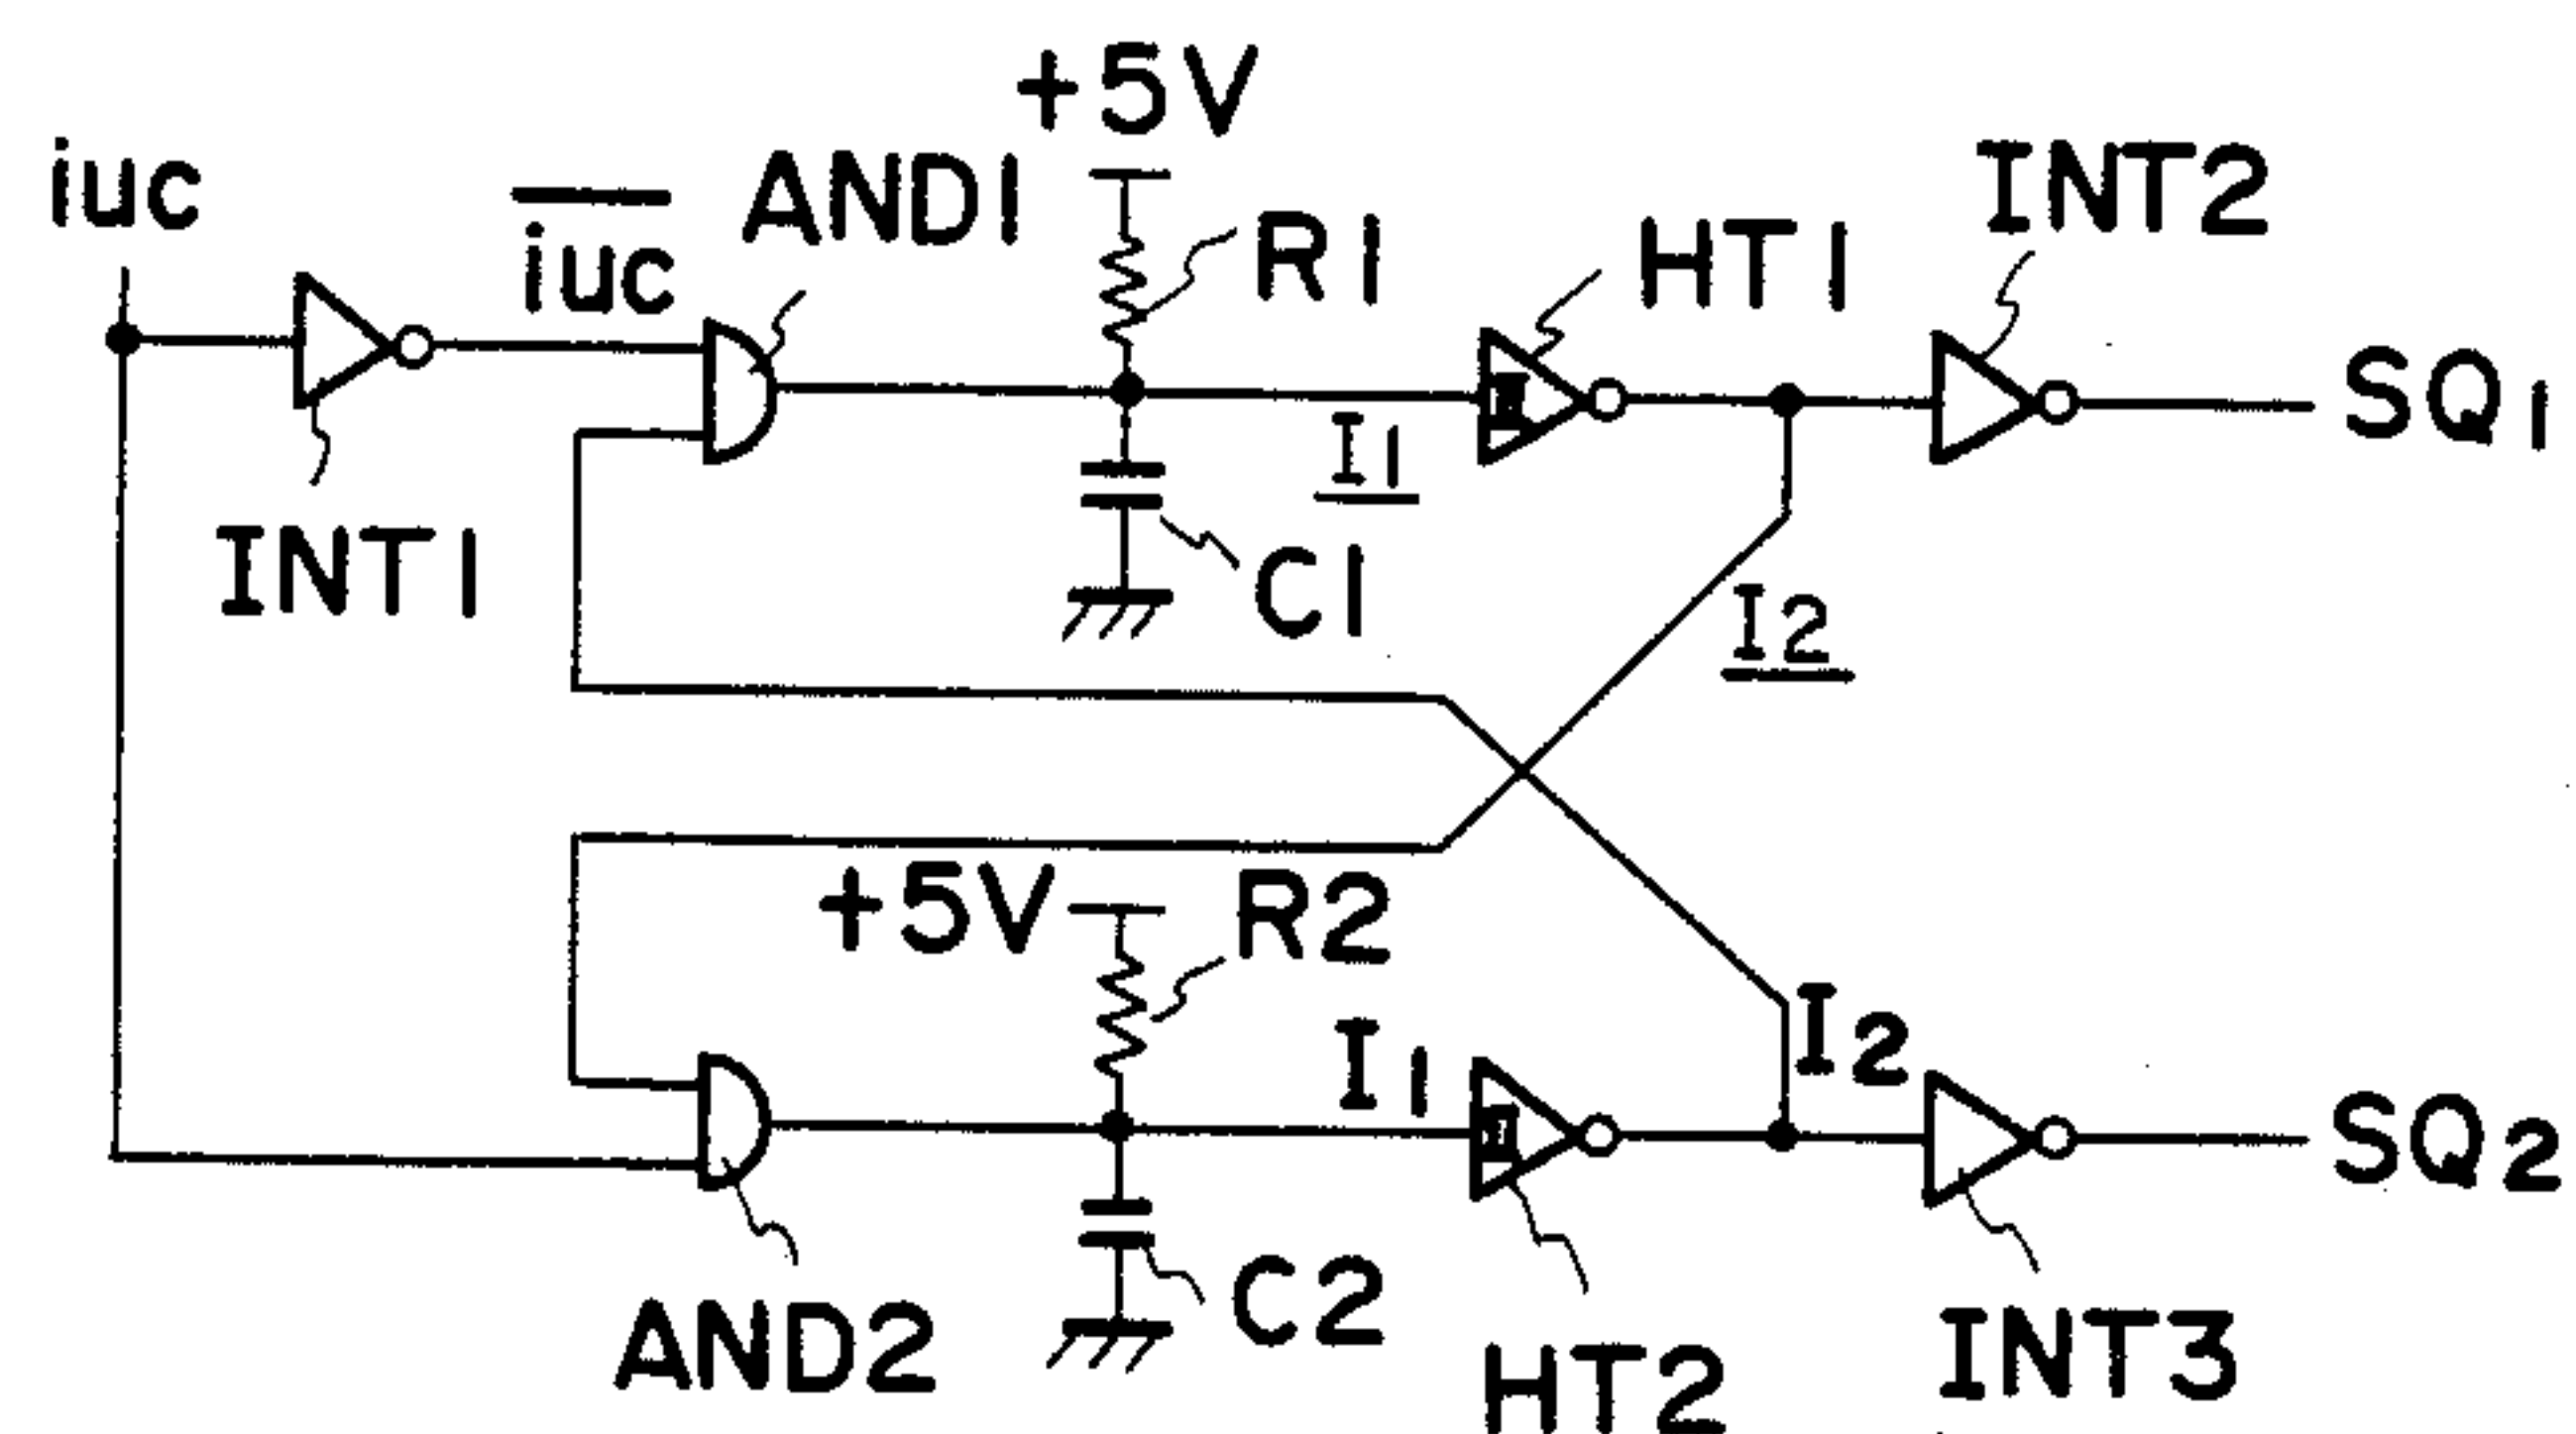 +5V
iuc
iuc
AND1
R1
HT1
INT2
SQ1
INT1
I1
C1
I2
+5V
R2
I1
I2
SQ2
AND2
C2
HT2
INT3